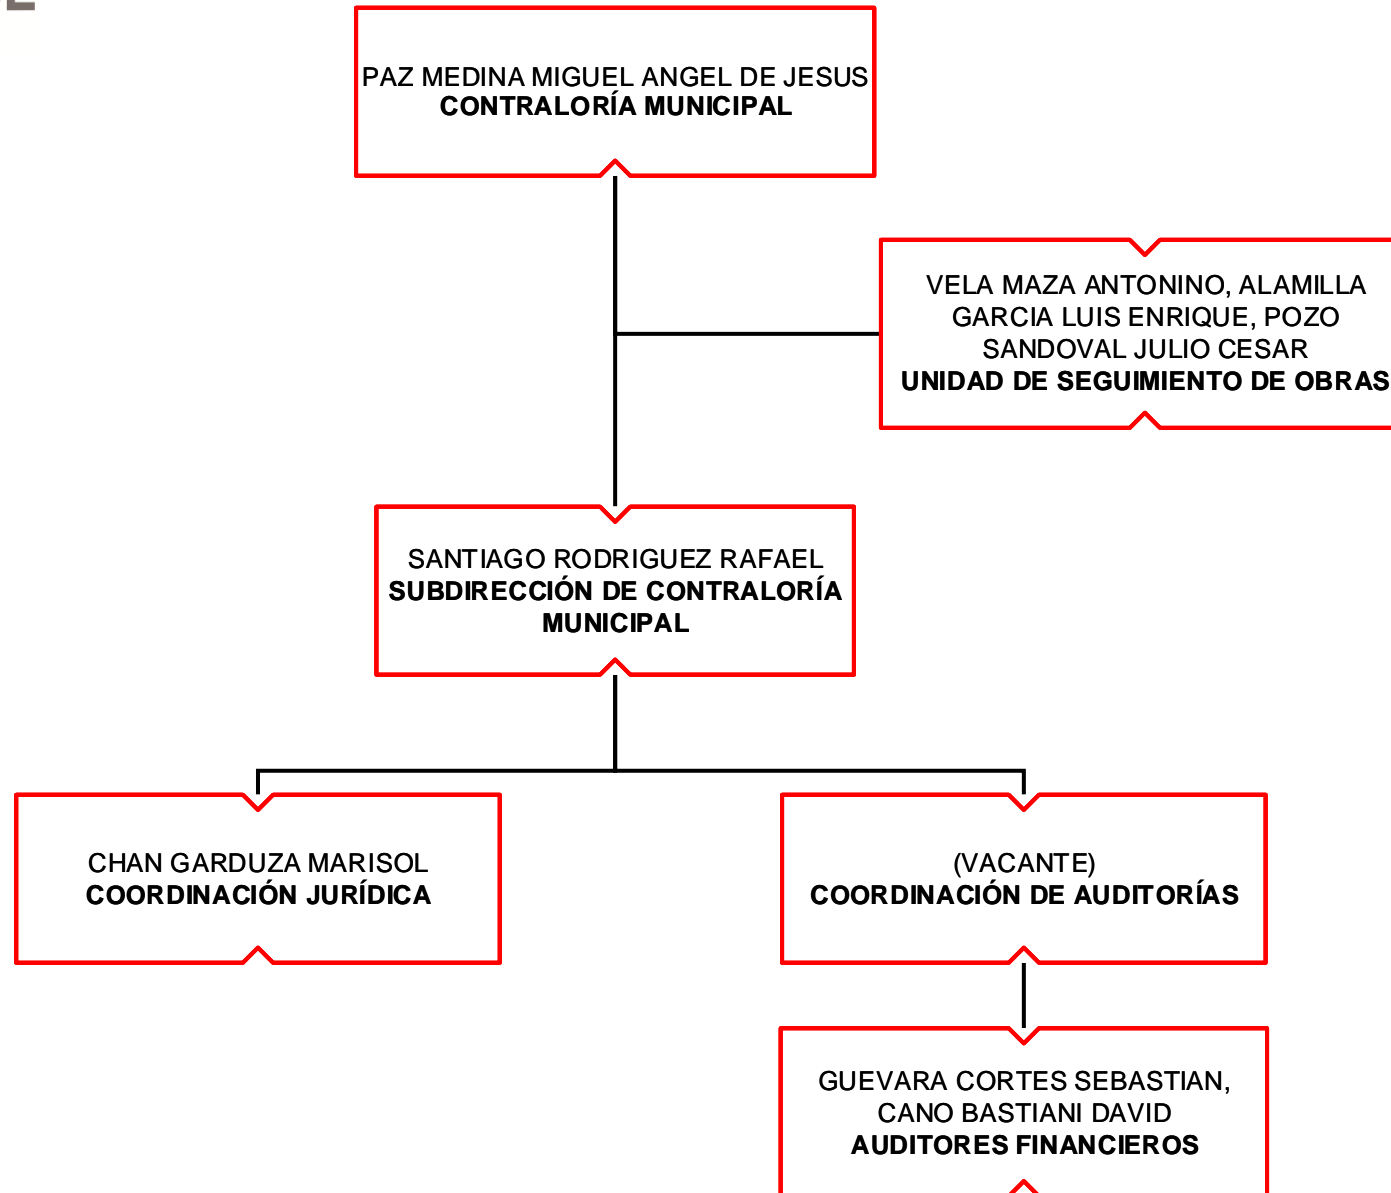 PAZ MEDINA MIGUEL ANGEL DE JESUS
CONTRALORÍA MUNICIPAL
VELA MAZA ANTONINO, ALAMILLA
GARCIA LUIS ENRIQUE, POZO
SANDOVAL JULIO CESAR
UNIDAD DE SEGUIMIENTO DE OBRAS
SANTIAGO RODRIGUEZ RAFAEL
SUBDIRECCIÓN DE CONTRALORÍA
MUNICIPAL
CHAN GARDUZA MARISOL
COORDINACIÓN JURÍDICA
(VACANTE)
COORDINACIÓN DE AUDITORÍAS
GUEVARA CORTES SEBASTIAN,
CANO BASTIANI DAVID
AUDITORES FINANCIEROS